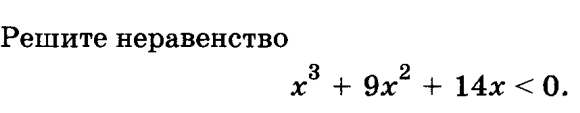 Решите неравенство
x³ + 9x² + 14x < 0.